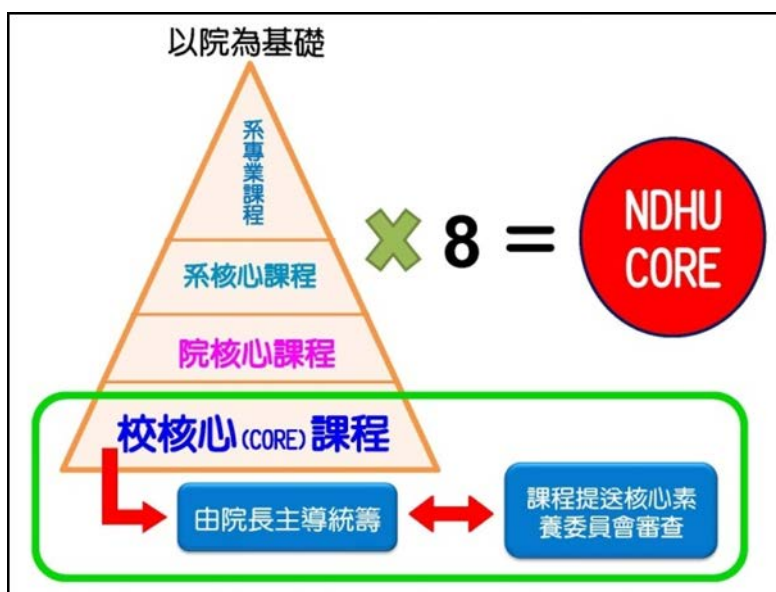 以院為基礎
系專業課程
系核心課程
院核心課程
校核心(CORE)課程
8 =
NDHU
CORE
由院長主導統籌
課程提送核心素
養委員會審查